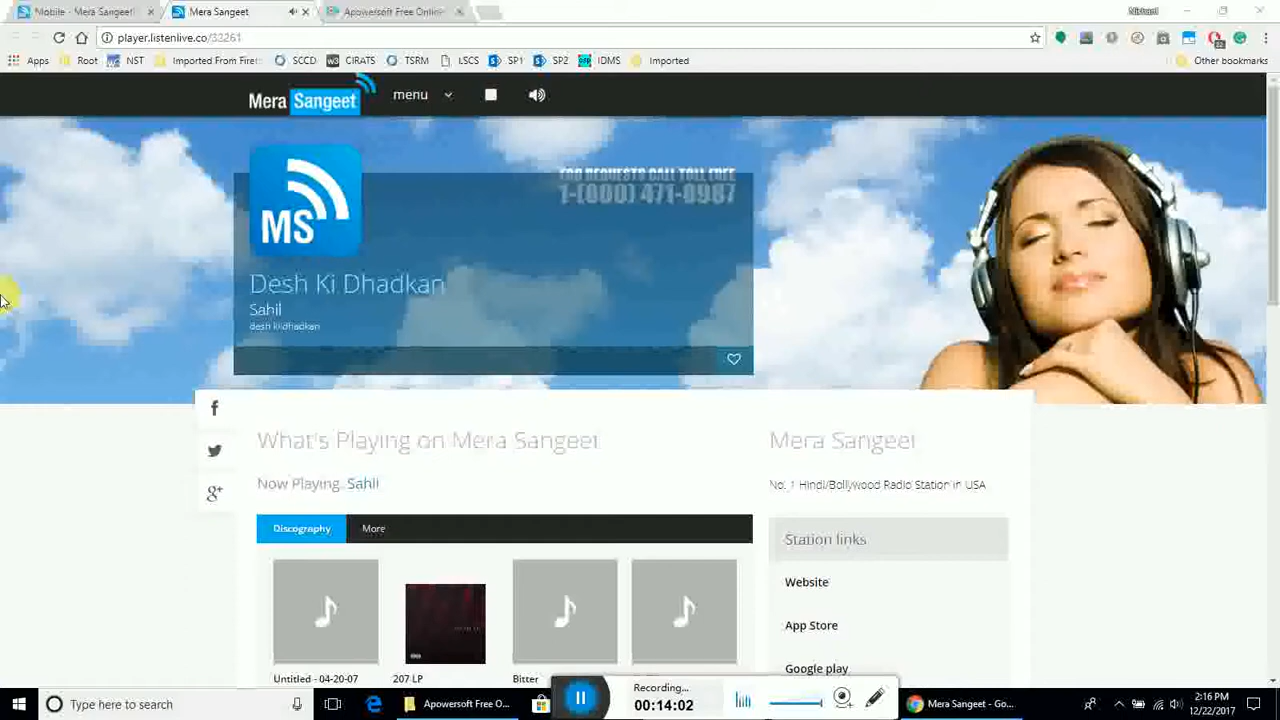 Mobile - Mera Sangeet!
Mera Sangeet
Apowersoft Free Online
player.listenlive.co/32261
Apps
Root
NST
Imported From Firef
SCCD
CIRATS
TSRM
LSCS
SP1
SP2
IDMS
Imported
Other bookmarks
Mera Sangeet
menu
FOR REQUESTS CALL TOLL FREE
MS
Desh Ki Dhadkan
Sahil
desh kidhadkan
What's Playing on Mera Sangeet
Now Playing. Sahil
Discography
More
Untitled - 04-20-07
207 LP
Bitter
Mera Sangeet
No. 1 Hindi/Bollywood Radio Station in USA
Station links
Website
App Store
Google play
Recording...
00:14:02
Type here to search
Apowersoft Free O...
Mera Sangeet - Go...
2:16 PM
12/22/2017